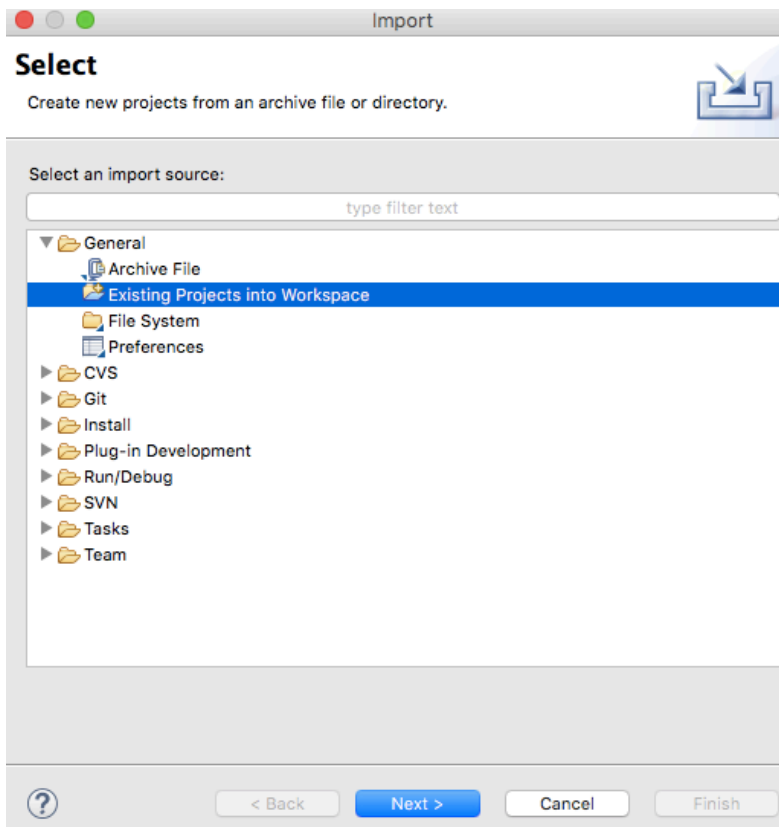 Import
Select
Create new projects from an archive file or directory.
Select an import source:
type filter text
General
Archive File
Existing Projects into Workspace
File System
Preferences
CVS
Git
Install
Plug-in Development
Run/Debug
SVN
Tasks
Team
? < Back Next > Cancel Finish